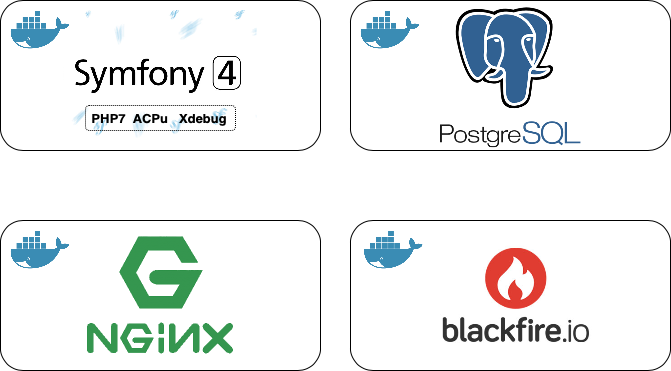 Symfony 4
PHP7 ACPu Xdebug
PostgreSQL
NGiNX
blackfire.io